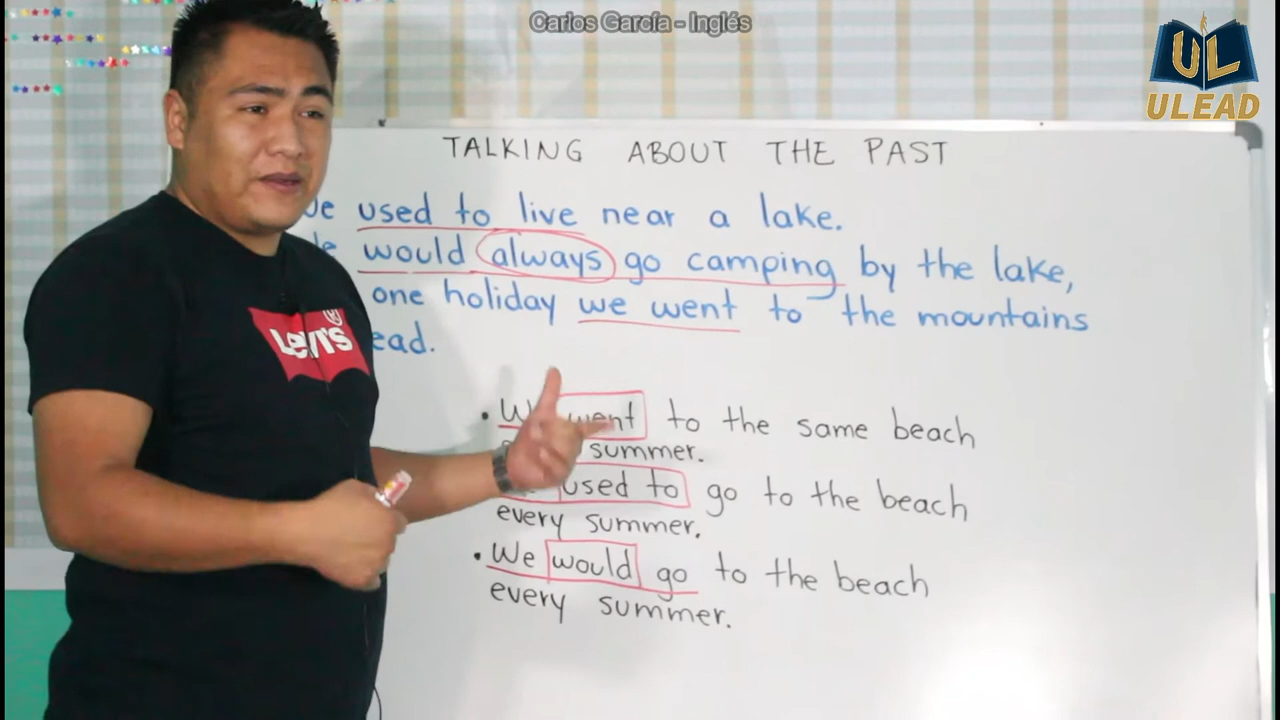 Carlos García - Inglés
UL
ULEAD
TALKING ABOUT THE PAST
used to live near a lake.
would always go camping by the lake,
one holiday we went to the mountains
Levi's
went to the same beach
summer.
used to go to the beach
every summer.
• We would go to the beach
every summer.